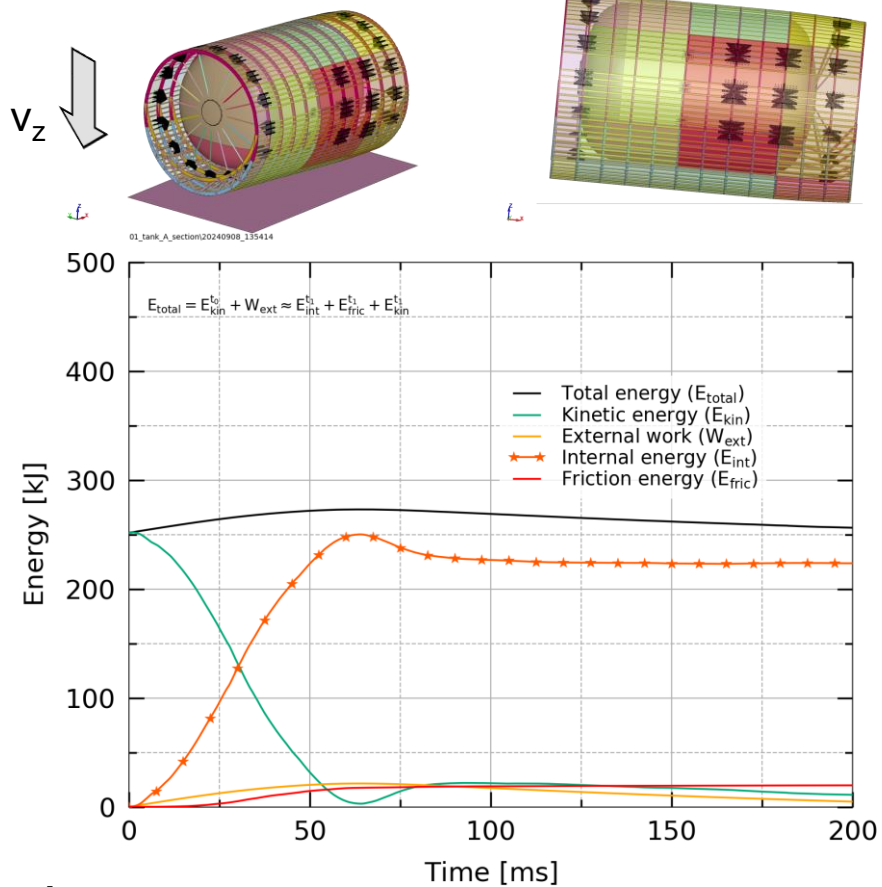 v_z
01_tank_A_section\20240908_135414
E_total = E_kin^t0 + W_ext ≈ E_int^t1 + E_fric^t1 + E_kin^t1
Total energy (E_total)
Kinetic energy (E_kin)
External work (W_ext)
Internal energy (E_int)
Friction energy (E_fric)
Energy [kJ]
500
400
300
200
100
0
0 50 100 150 200
Time [ms]